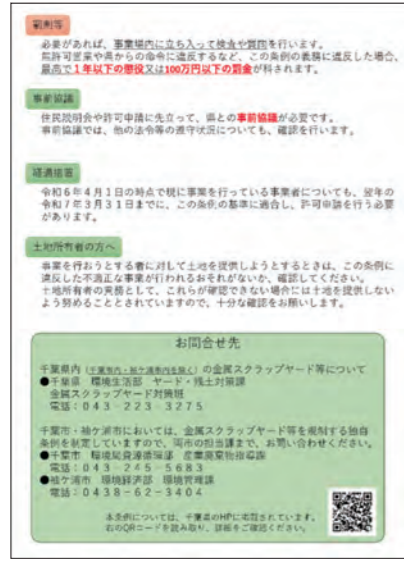 罰則等
必要があれば、事業場内に立ち入って検査や質問を行います。
無許可営業や県からの命令に違反するなど、この条例の義務に違反した場合、
最高で1年以下の懲役又は100万円以下の罰金が科されます。
事前協議
住民説明会や許可申請に先立って、県との事前協議が必要です。
事前協議では、他の法令等の遵守状況についても、確認を行います。
経過措置
令和6年4月1日の時点で既に事業を行っている事業者についても、翌年の
令和7年3月31日までに、この条例の基準に適合し、許可申請を行う必要
があります。
土地所有者の方へ
事業を行おうとする者に対して土地を提供しようとするときは、この条例に
違反した不適正な事業が行われるおそれがないか、確認してください。
土地所有者の責務として、これらが確認できない場合には土地を提供しない
よう努めることとされていますので、十分な確認をお願いします。
お問合せ先
千葉県内（千葉市内・袖ケ浦市内を除く）の金属スクラップヤード等について
●千葉県 環境生活部 ヤード・残土対策課
金属スクラップヤード対策班
電話：043-223-3275
千葉市・袖ケ浦市においては、金属スクラップヤード等を規制する独自
条例を制定していますので、両市の担当課まで、お問い合わせください。
●千葉市 環境局資源循環部 産業廃棄物指導課
電話：043-245-5683
●袖ケ浦市 環境経済部 環境管理課
電話：0438-62-3404
本条例については、千葉県のHPに掲載されています。
右のQRコードを読み取り、詳細をご確認ください。